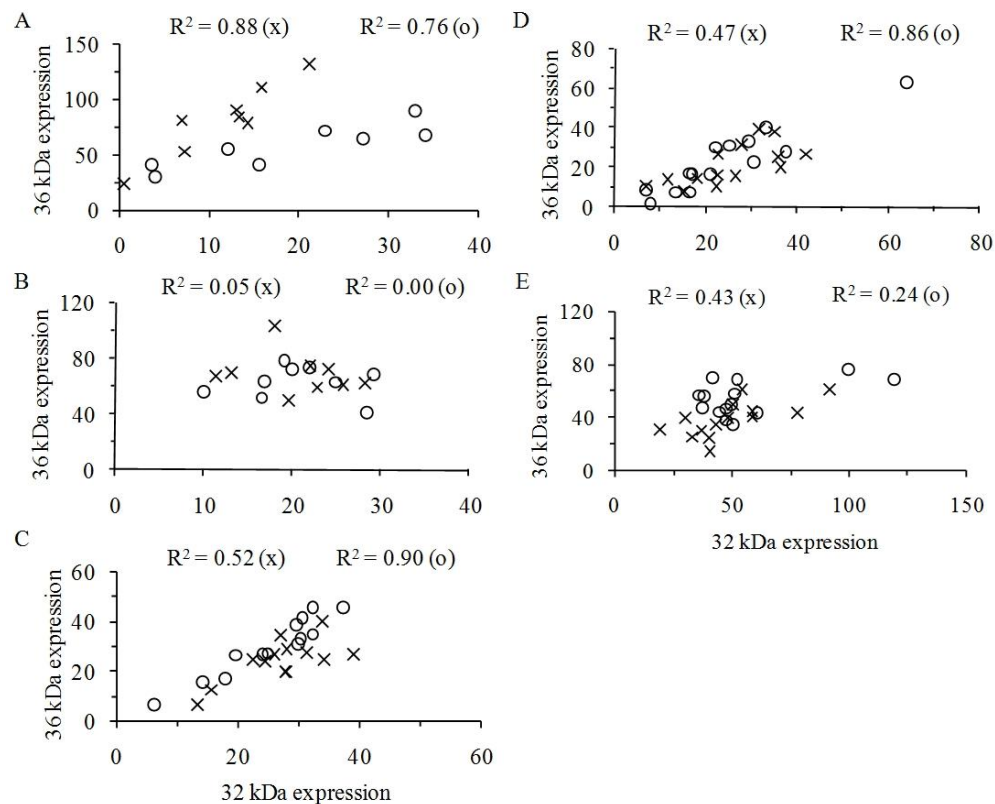 A
R² = 0.88 (x) R² = 0.76 (o)
36 kDa expression
150
100
50
0
0 10 20 30 40
B
R² = 0.05 (x) R² = 0.00 (o)
36 kDa expression
120
80
40
0
0 10 20 30 40
C
R² = 0.52 (x) R² = 0.90 (o)
36 kDa expression
60
40
20
0
0 20 40 60
32 kDa expression
D
R² = 0.47 (x) R² = 0.86 (o)
36 kDa expression
80
60
40
20
0
0 20 40 60 80
E
R² = 0.43 (x) R² = 0.24 (o)
36 kDa expression
120
80
40
0
0 50 100 150
32 kDa expression